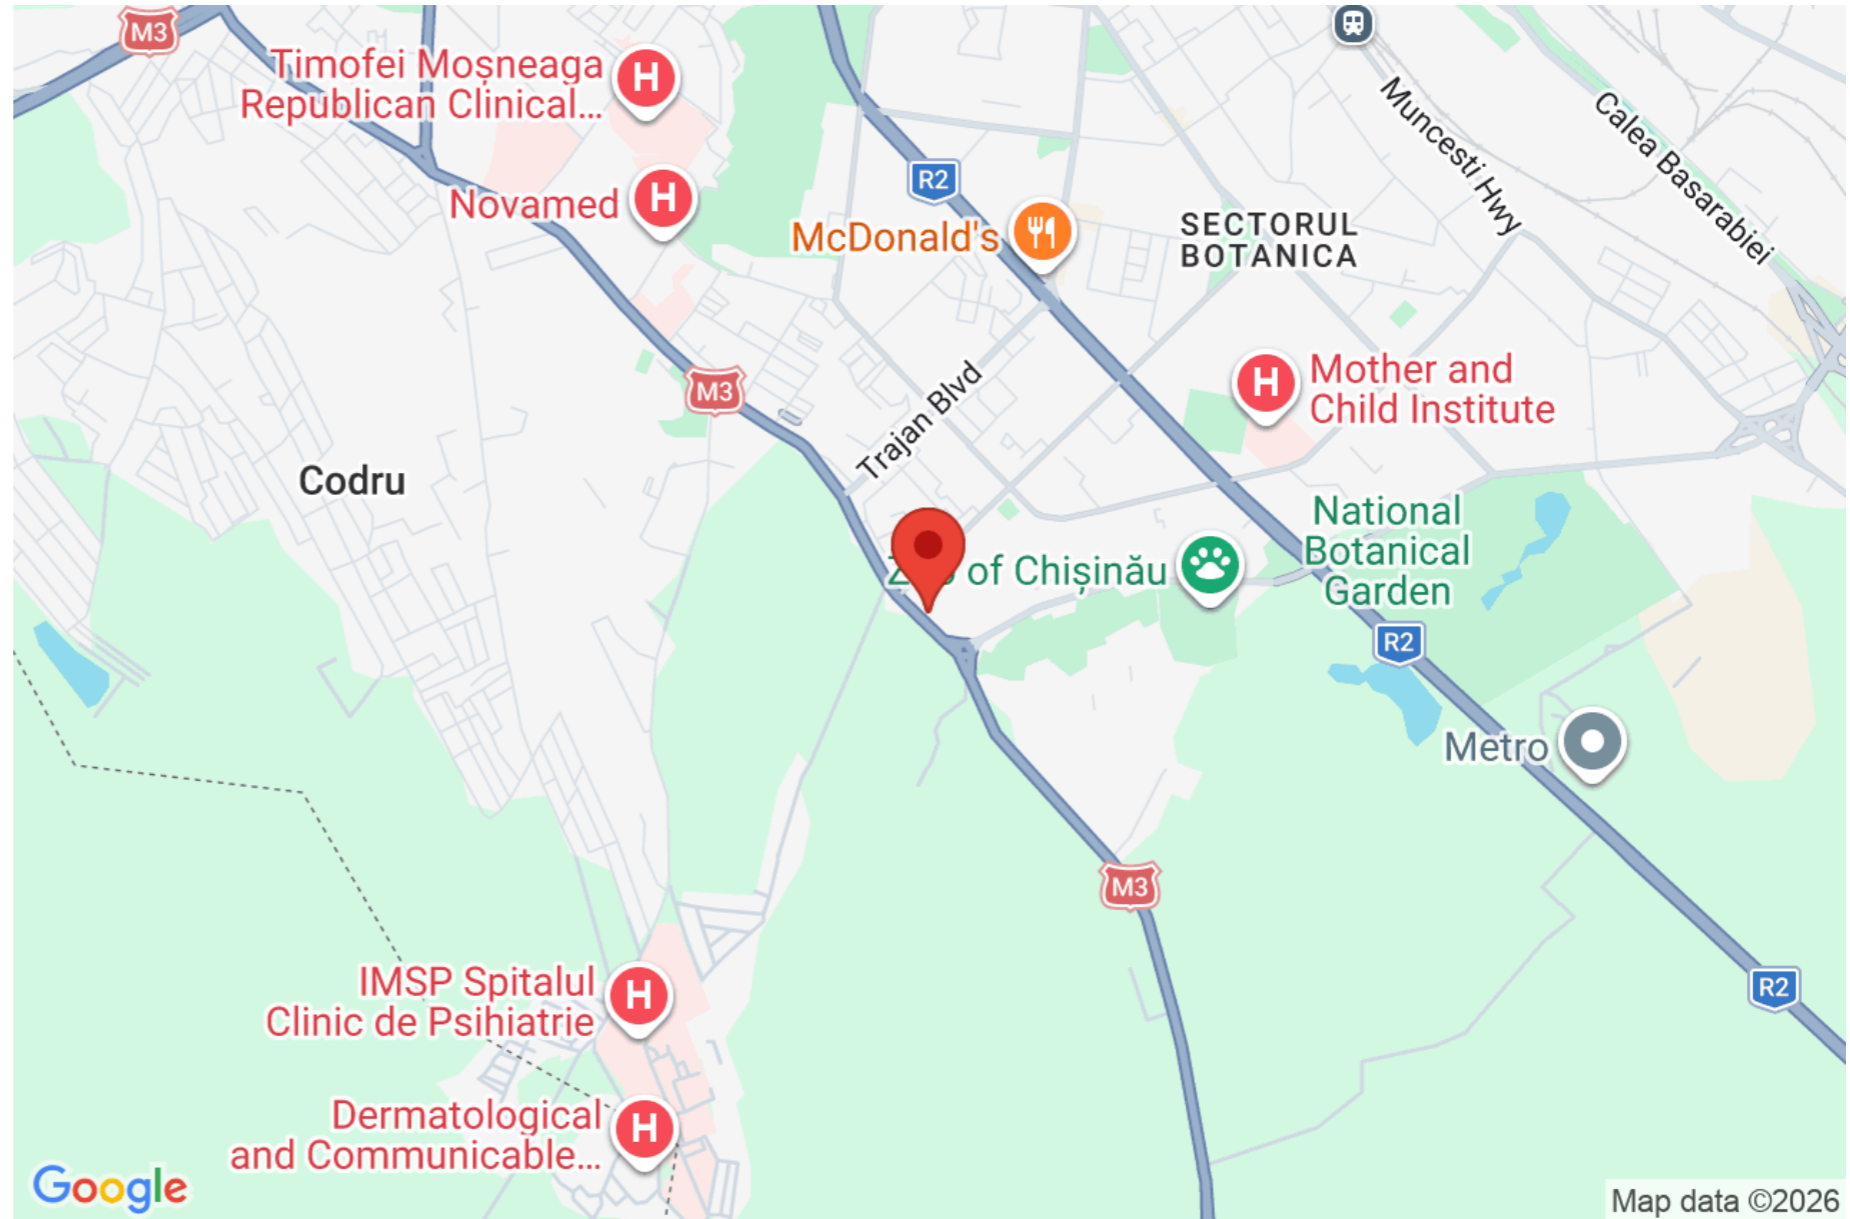 M3
Timofei Moșneaga
Republican Clinical...
H
Novamed
H
R2
McDonald's
SECTORUL
BOTANICA
Muncesti Hwy
Calea Basarabiei
M3
Trajan Blvd
H
Mother and
Child Institute
Codru
National
Botanical
Garden
of Chișinău
R2
Metro
M3
R2
IMSP Spitalul
Clinic de Psihiatrie
H
Dermatological
and Communicable...
H
Google
Map data ©2026